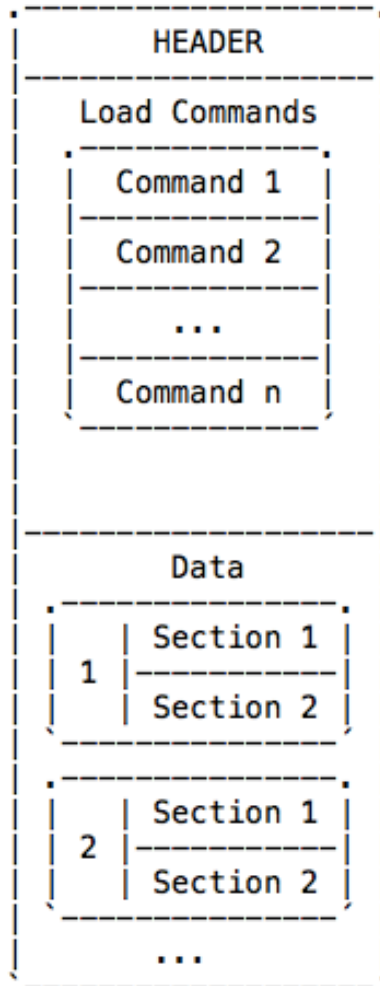 HEADER
Load Commands
Command 1
Command 2
...
Command n
Data
Section 1
1
Section 2
Section 1
2
Section 2
...